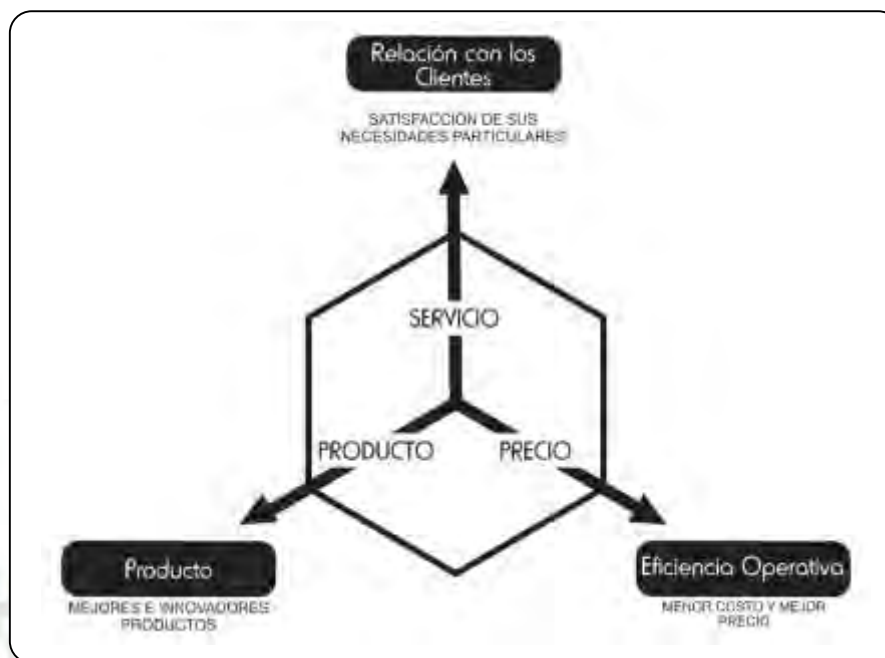 Relación con los
Clientes
SATISFACCIÓN DE SUS
NECESIDADES PARTICULARES
SERVICIO
PRODUCTO
PRECIO
Producto
MEJORES E INNOVADORES
PRODUCTOS
Eficiencia Operativa
MENOR COSTO Y MEJOR
PRECIO